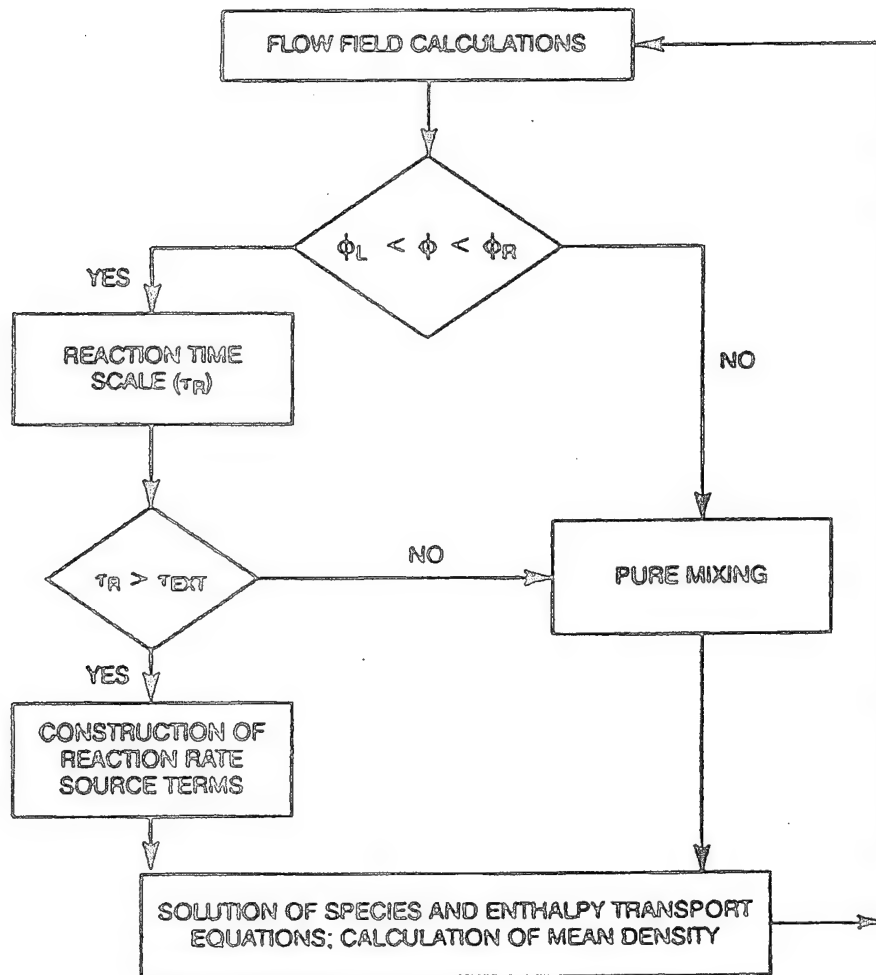 FLOW FIELD CALCULATIONS
ϕL < ϕ < ϕR
YES
REACTION TIME
SCALE (τR)
NO
τR > τEXT
NO
PURE MIXING
YES
CONSTRUCTION OF
REACTION RATE
SOURCE TERMS
SOLUTION OF SPECIES AND ENTHALPY TRANSPORT
EQUATIONS; CALCULATION OF MEAN DENSITY